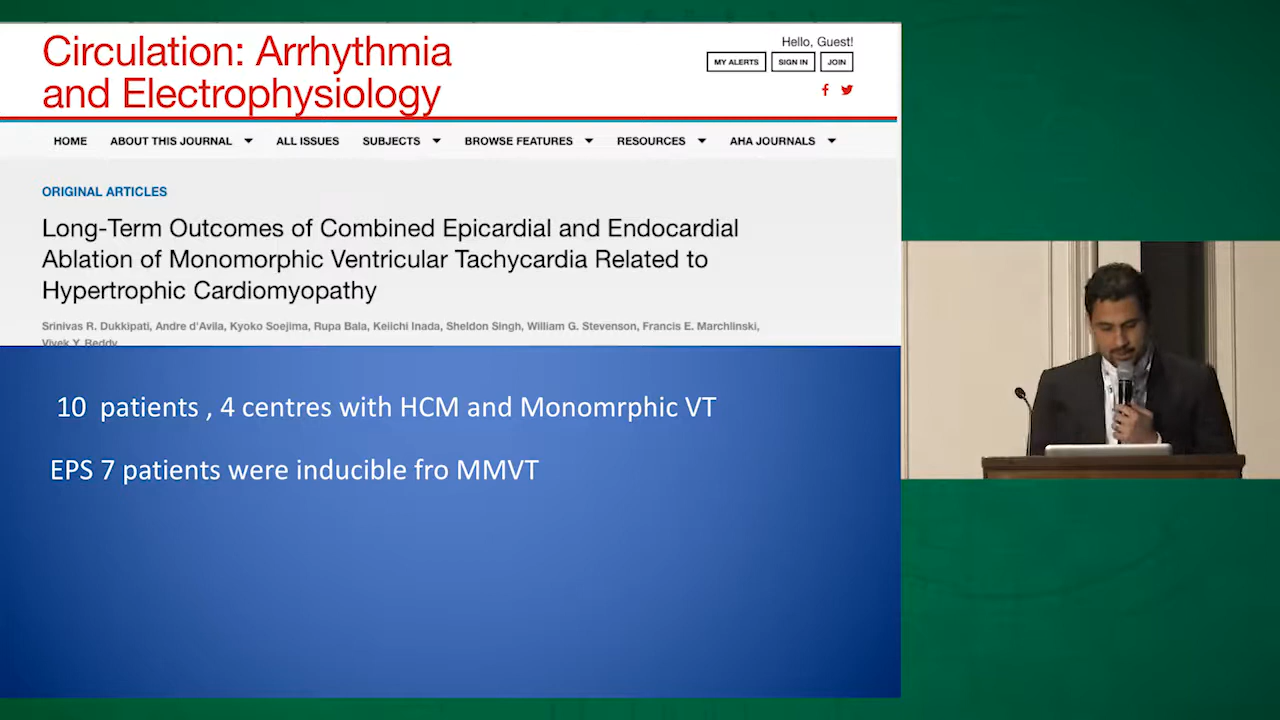 Circulation: Arrhythmia
and Electrophysiology
Hello, Guest!
MY ALERTS SIGN IN JOIN
HOME ABOUT THIS JOURNAL ALL ISSUES SUBJECTS BROWSE FEATURES RESOURCES AHA JOURNALS
ORIGINAL ARTICLES
Long-Term Outcomes of Combined Epicardial and Endocardial
Ablation of Monomorphic Ventricular Tachycardia Related to
Hypertrophic Cardiomyopathy
Srinivas R. Dukkipati, Andre d'Avila, Kyoko Soejima, Rupa Bala, Keiichi Inada, Sheldon Singh, William G. Stevenson, Francis E. Marchlinski,
Vivek Y. Reddy
10 patients , 4 centres with HCM and Monomrphic VT
EPS 7 patients were inducible fro MMVT